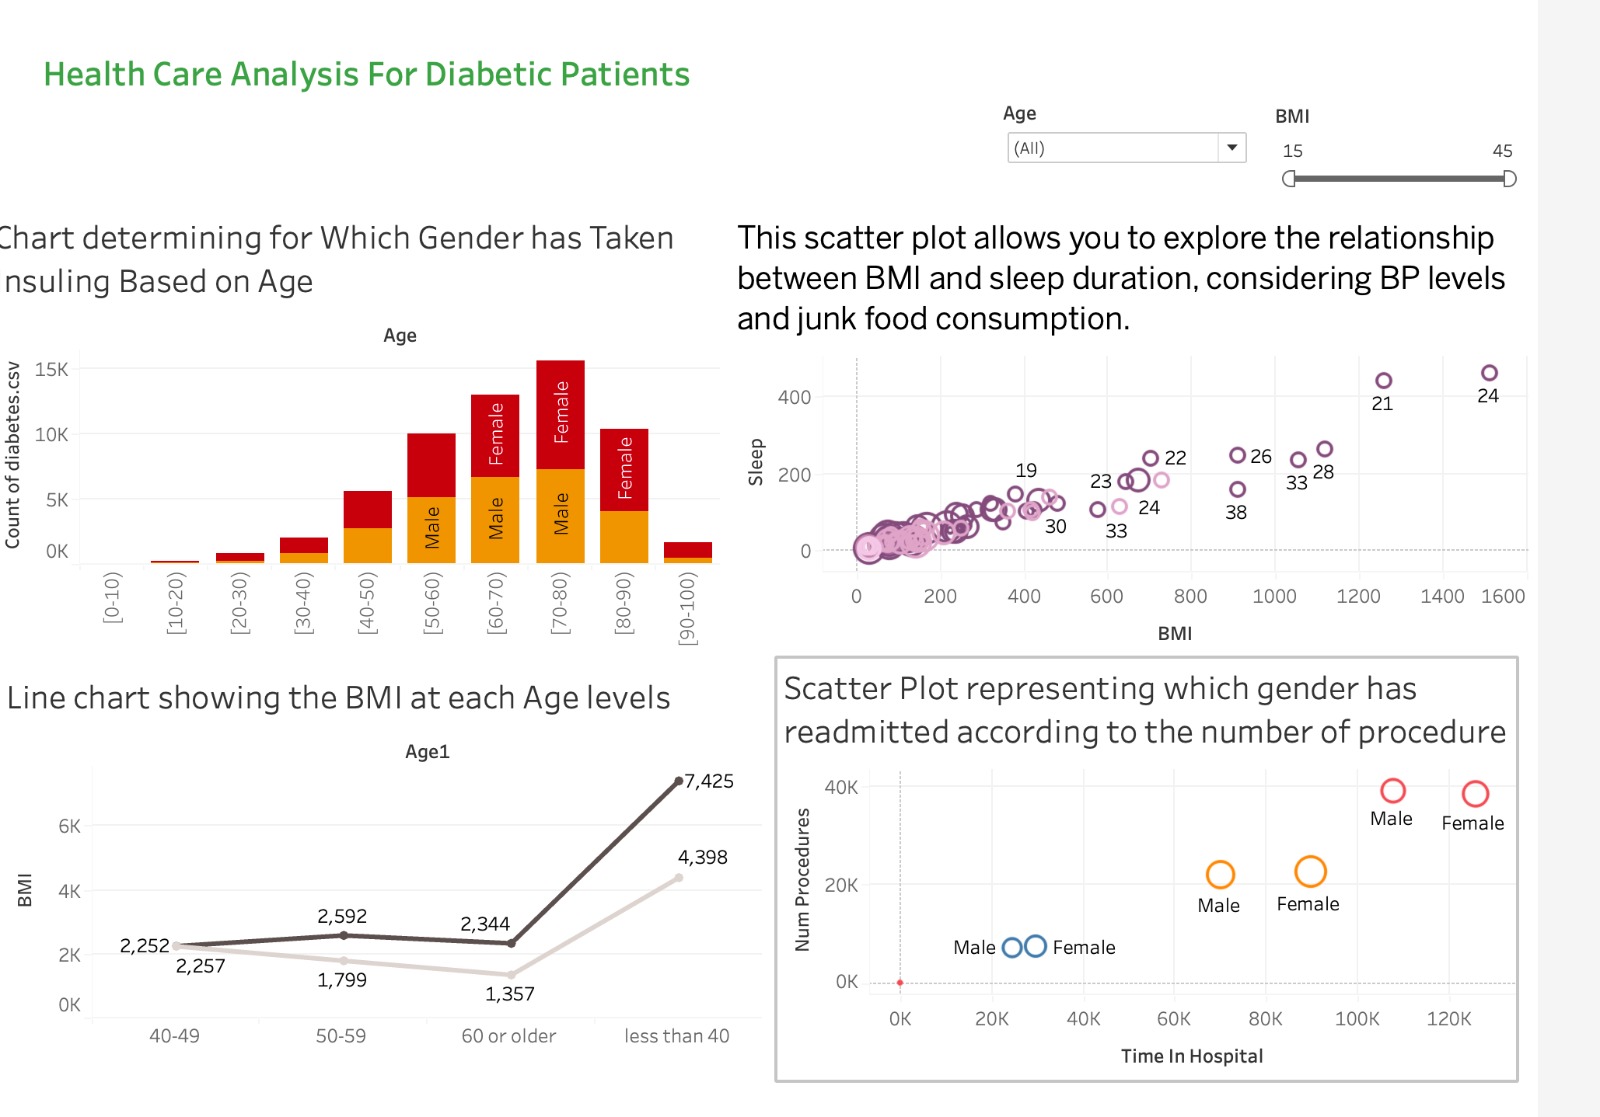 Health Care Analysis For Diabetic Patients
Age
(All)
BMI
15 45
Chart determining for Which Gender has Taken
nsuling Based on Age
Age
Count of diabetes.csv
15K
10K
5K
0K
Male
Male
Female
Male
Female
Female
[0-10)
[10-20)
[20-30)
[30-40)
[40-50)
[50-60)
[60-70)
[70-80)
[80-90)
[90-100)
This scatter plot allows you to explore the relationship
between BMI and sleep duration, considering BP levels
and junk food consumption.
Sleep
400
200
0
19
30
23
33
22
24
26
38
33
28
21
24
0 200 400 600 800 1000 1200 1400 1600
BMI
Line chart showing the BMI at each Age levels
Age1
BMI
6K
4K
2K
0K
2,252
2,257
2,592
1,799
2,344
1,357
7,425
4,398
40-49 50-59 60 or older less than 40
Scatter Plot representing which gender has
readmitted according to the number of procedure
Num Procedures
40K
20K
0K
Male Female
Male Female
Male Female
0K 20K 40K 60K 80K 100K 120K
Time In Hospital